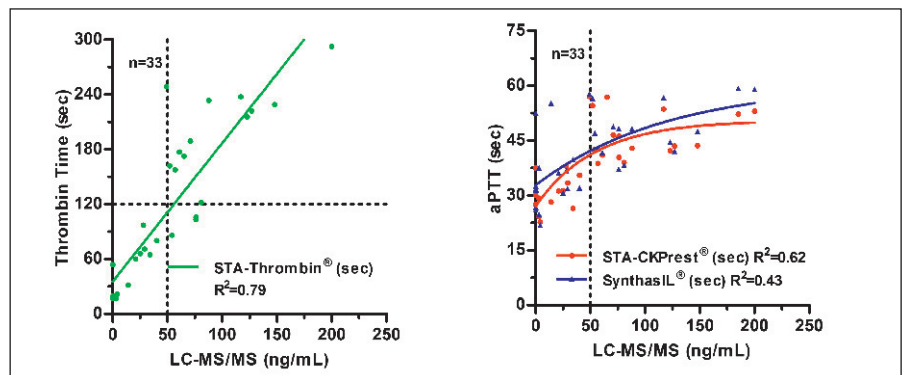 300
240
180
120
60
0
Thrombin Time (sec)
n=33
STA-Thrombin® (sec)
R²=0.79
0
50
100
150
200
250
LC-MS/MS (ng/mL)
75
60
45
30
15
0
aPTT (sec)
n=33
STA-CKPrest® (sec) R²=0.62
SynthasIL® (sec) R²=0.43
0
50
100
150
200
250
LC-MS/MS (ng/mL)